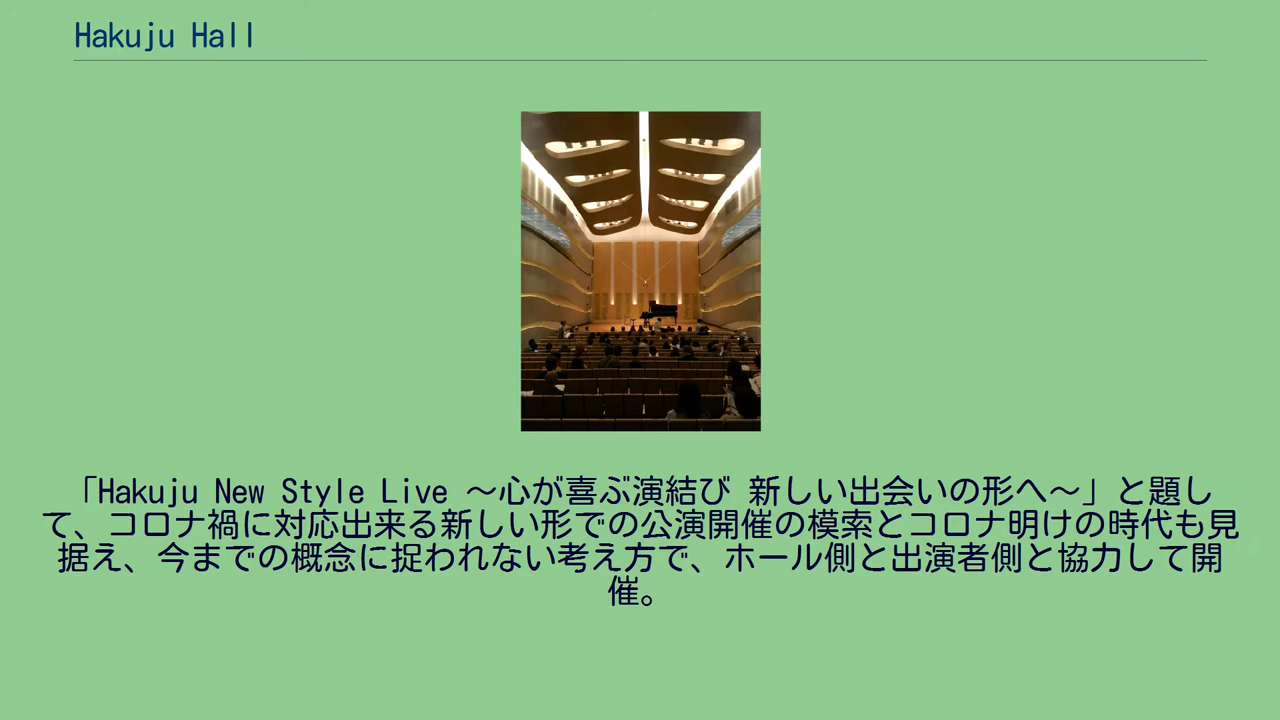 Hakuju Hall
「Hakuju New Style Live ～心が喜ぶ演結び 新しい出会いの形へ～」と題し
て、コロナ禍に対応出来る新しい形での公演開催の模索とコロナ明けの時代も見
据え、今までの概念に捉われない考え方で、ホール側と出演者側と協力して開
催。